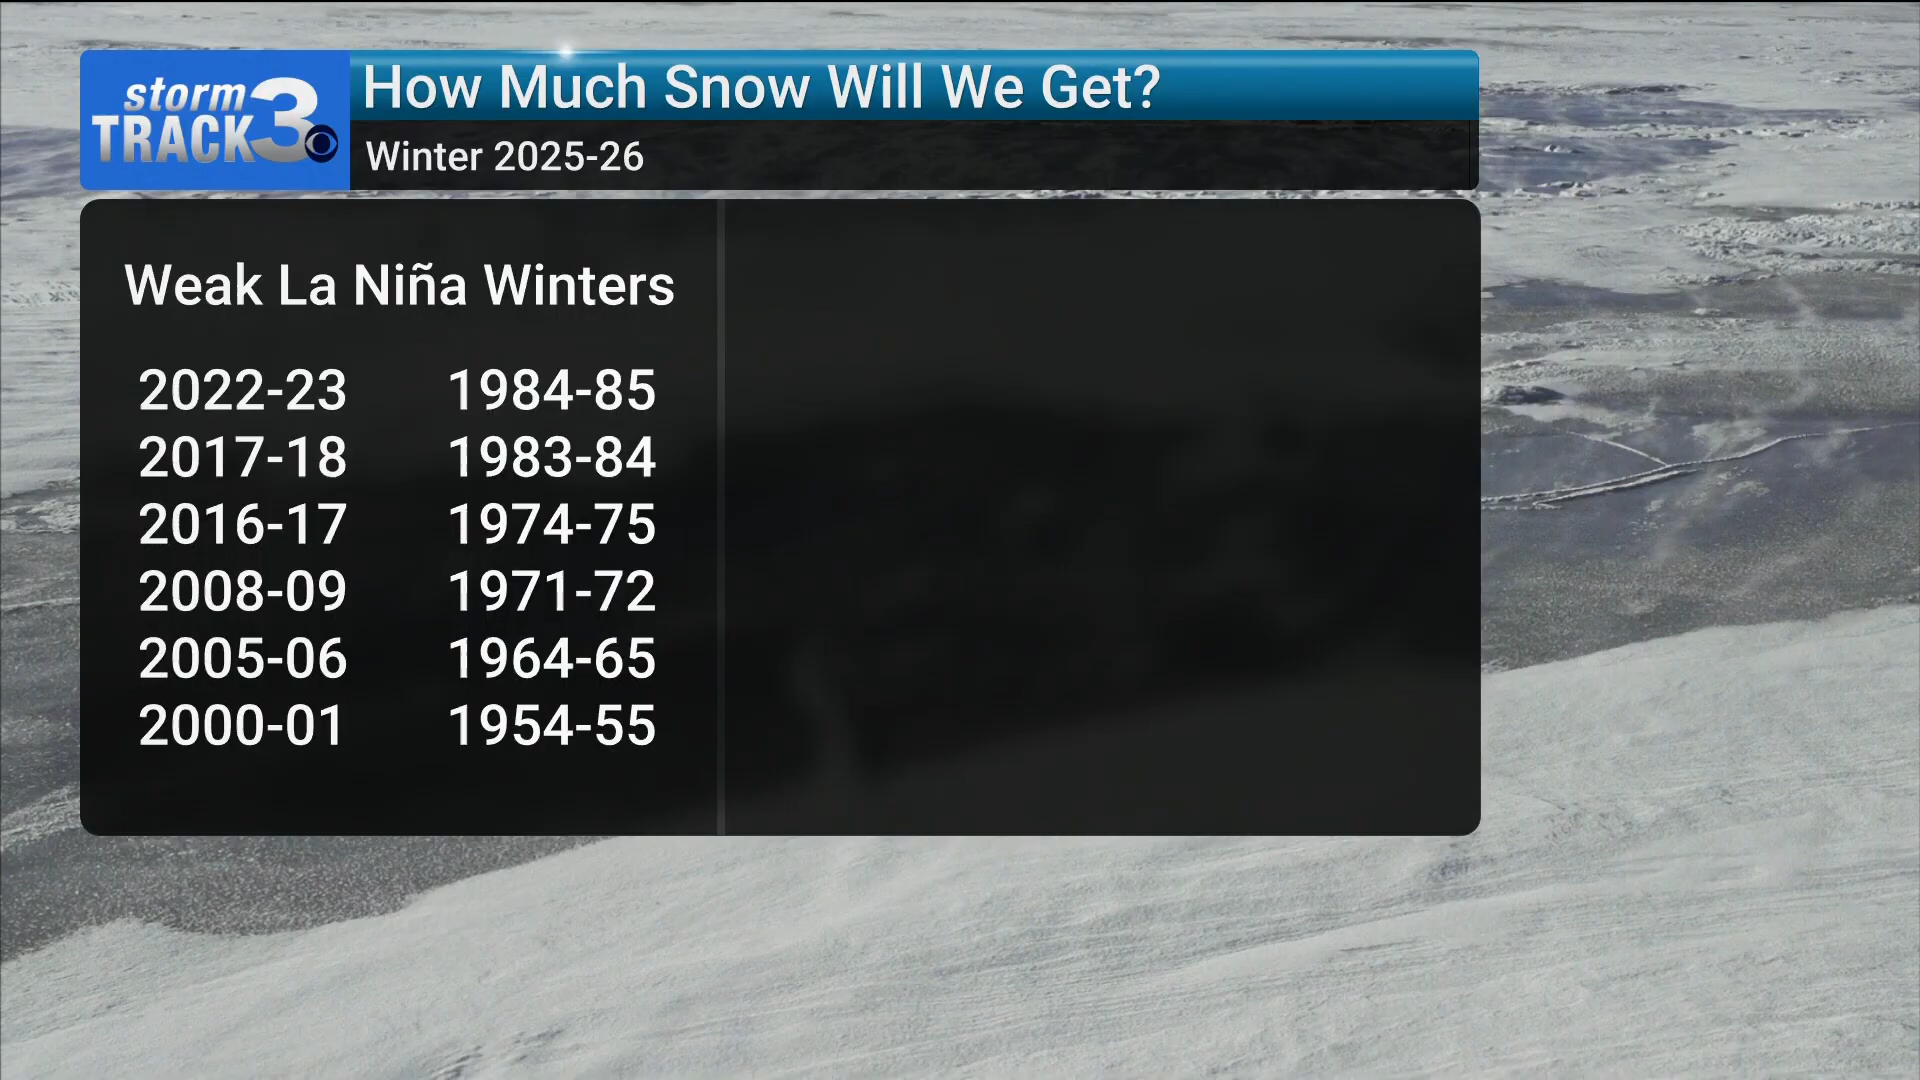 storm
TRACK3
How Much Snow Will We Get?
Winter 2025-26
Weak La Niña Winters
2022-23
2017-18
2016-17
2008-09
2005-06
2000-01
1984-85
1983-84
1974-75
1971-72
1964-65
1954-55